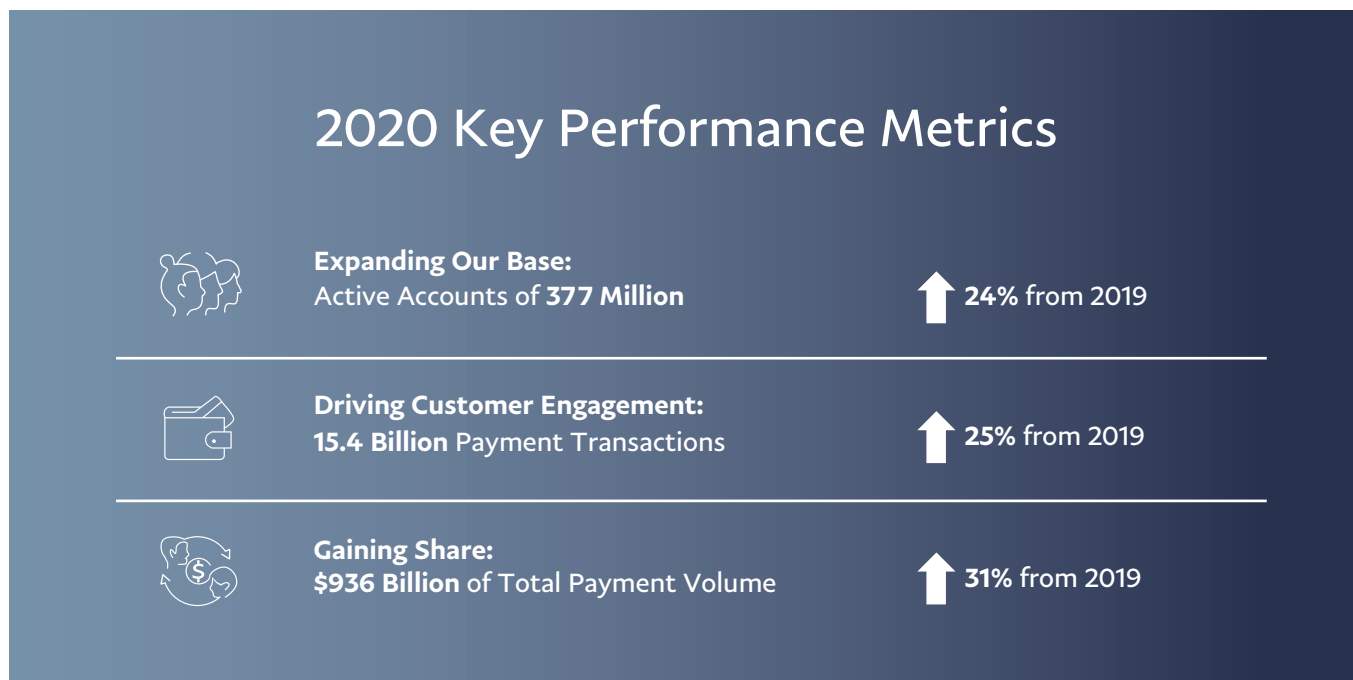 2020 Key Performance Metrics
Expanding Our Base:
Active Accounts of 377 Million
24% from 2019
Driving Customer Engagement:
15.4 Billion Payment Transactions
25% from 2019
Gaining Share:
$936 Billion of Total Payment Volume
31% from 2019
$